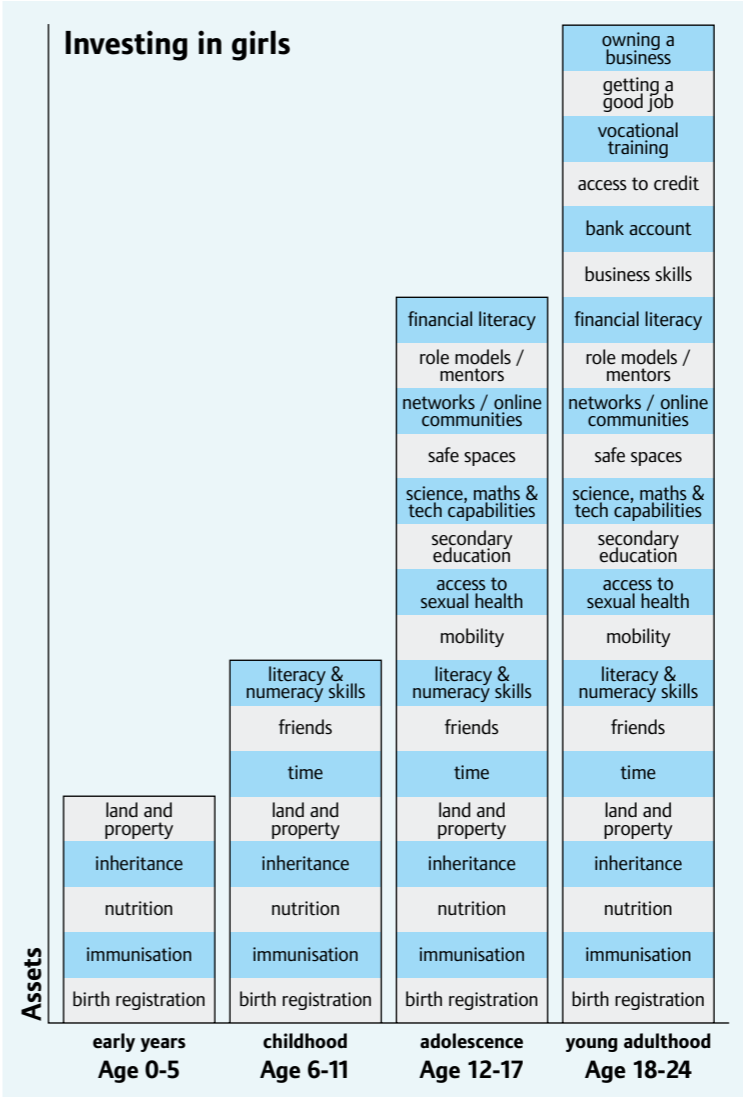 Investing in girls
Assets
land and
property
inheritance
nutrition
immunisation
birth registration
early years
Age 0-5
literacy &
numeracy skills
friends
time
land and
property
inheritance
nutrition
immunisation
birth registration
childhood
Age 6-11
financial literacy
role models /
mentors
networks / online
communities
safe spaces
science, maths &
tech capabilities
secondary
education
access to
sexual health
mobility
literacy &
numeracy skills
friends
time
land and
property
inheritance
nutrition
immunisation
birth registration
adolescence
Age 12-17
owning a
business
getting a
good job
vocational
training
access to credit
bank account
business skills
financial literacy
role models /
mentors
networks / online
communities
safe spaces
science, maths &
tech capabilities
secondary
education
access to
sexual health
mobility
literacy &
numeracy skills
friends
time
land and
property
inheritance
nutrition
immunisation
birth registration
young adulthood
Age 18-24